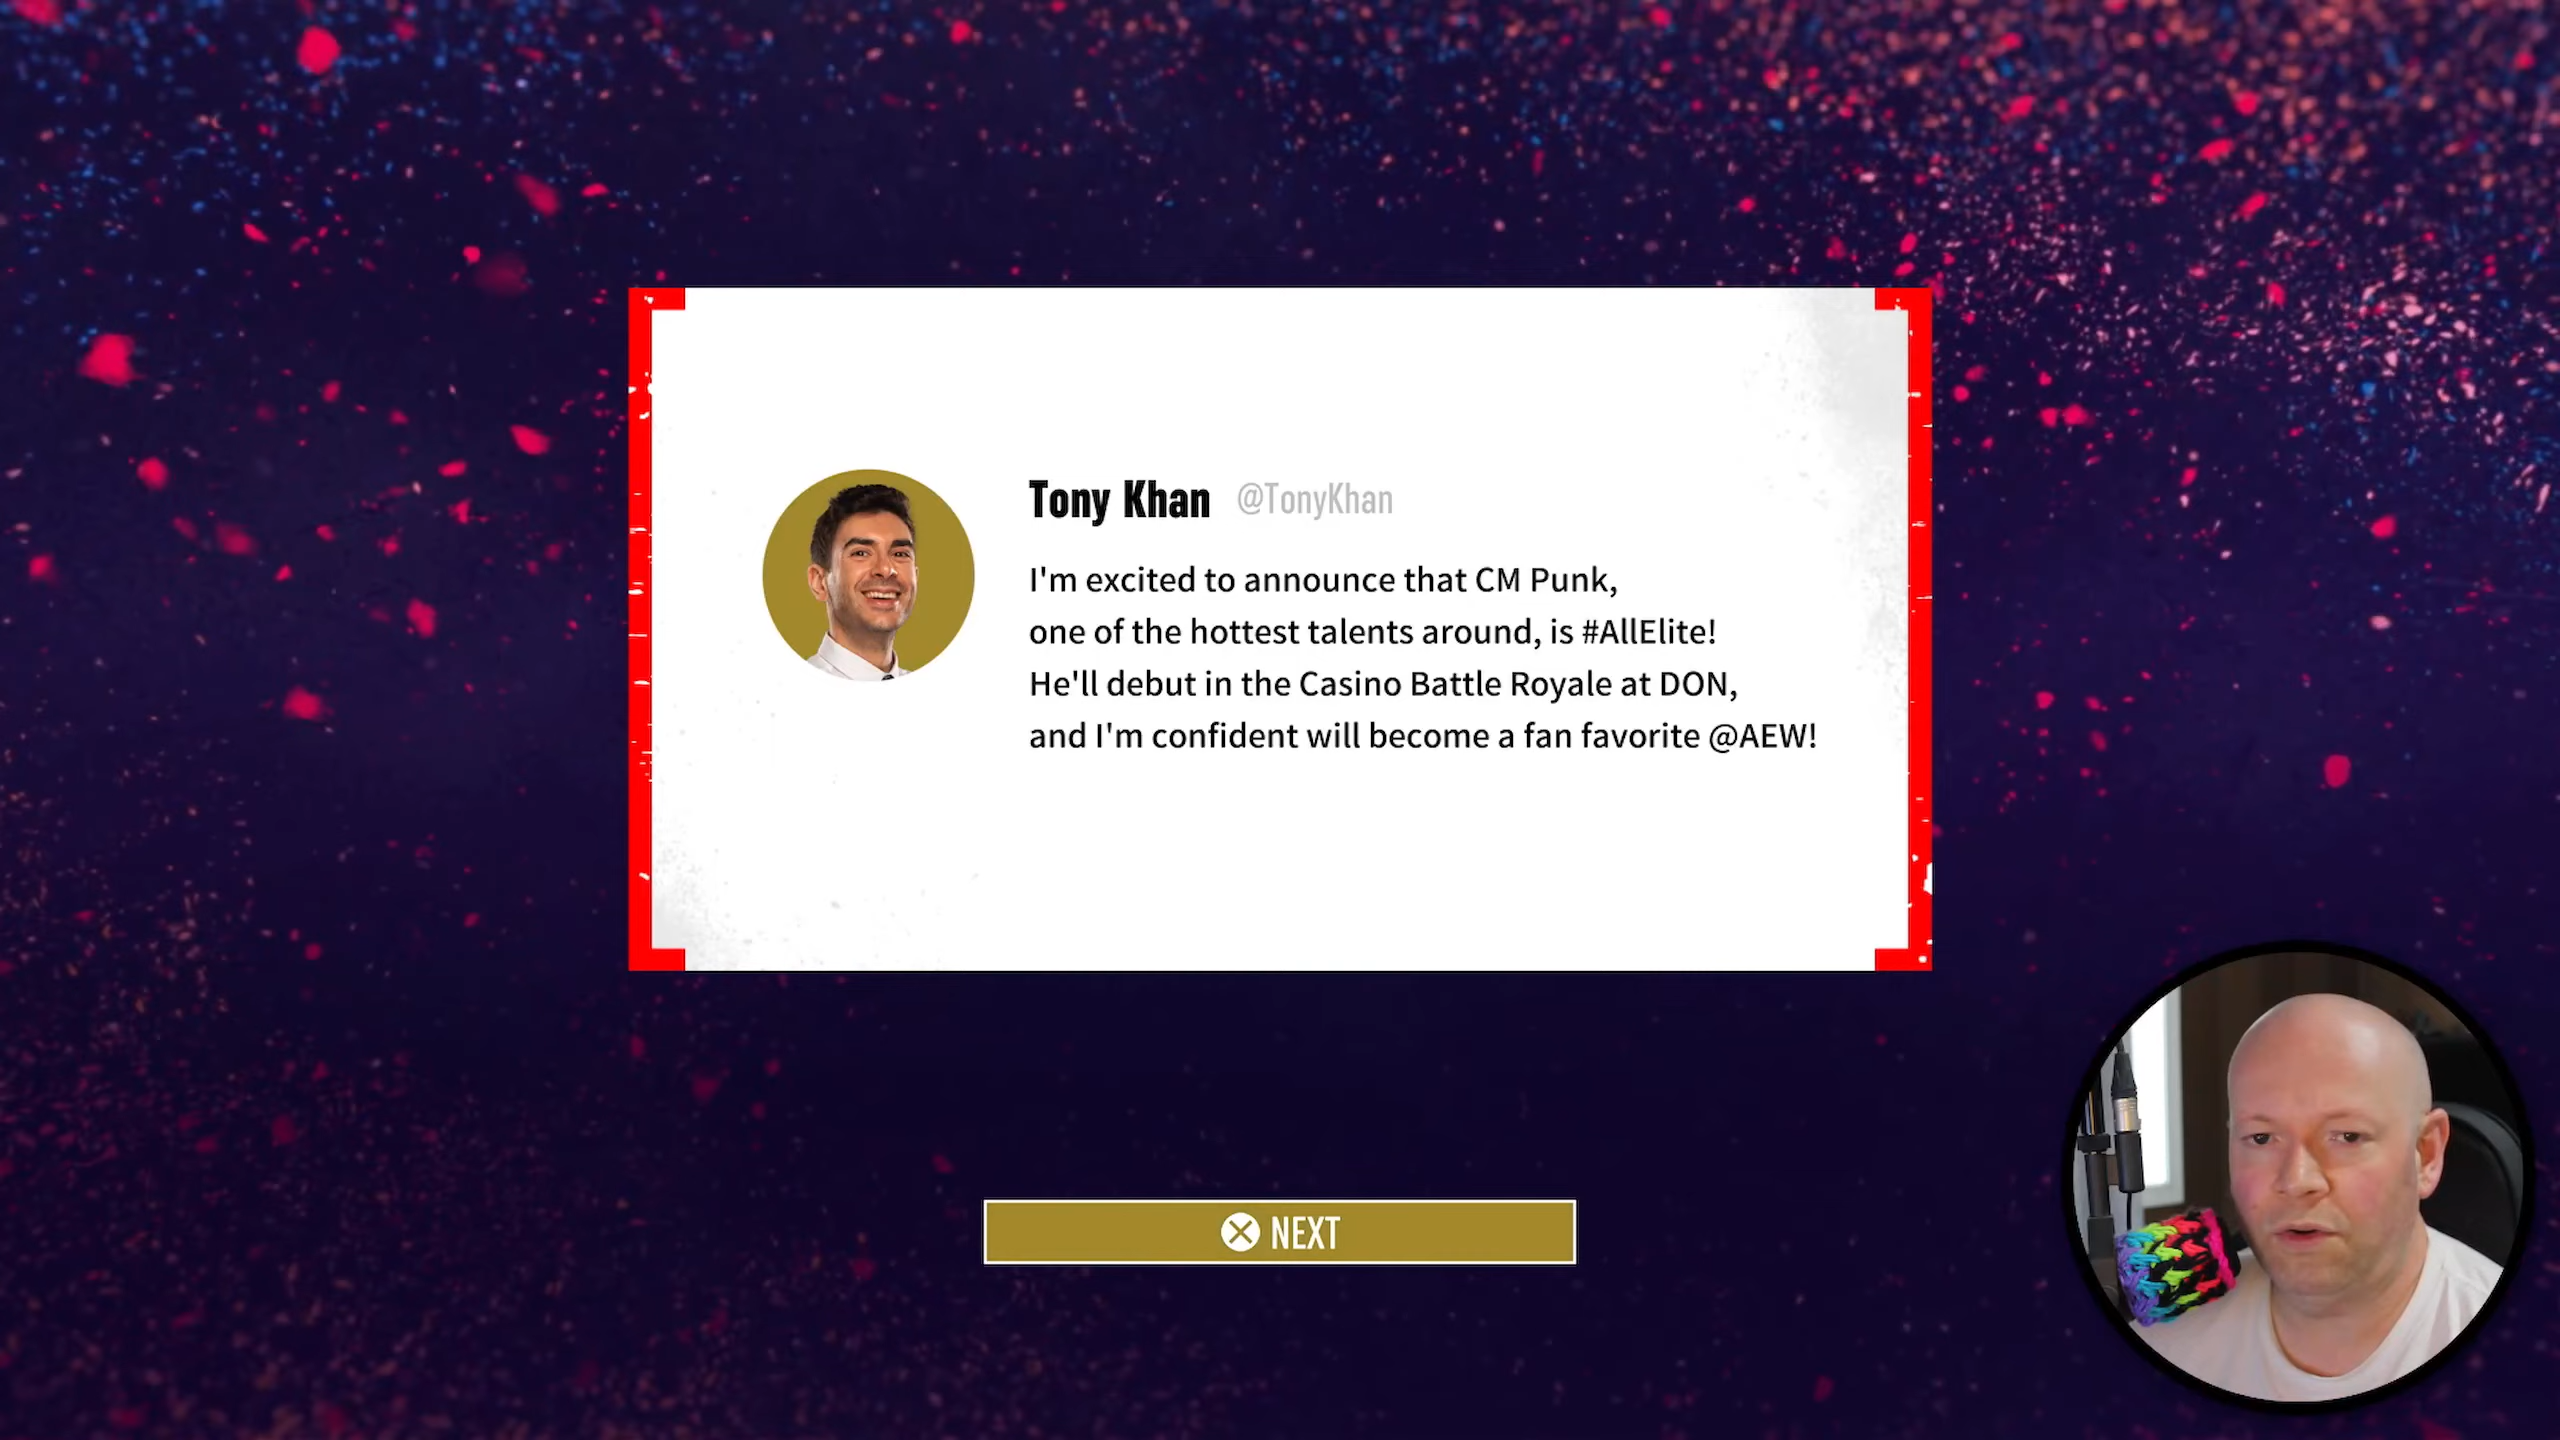 Tony Khan @TonyKhan
I'm excited to announce that CM Punk,
one of the hottest talents around, is #AllElite!
He'll debut in the Casino Battle Royale at DON,
and I'm confident will become a fan favorite @AEW!
NEXT